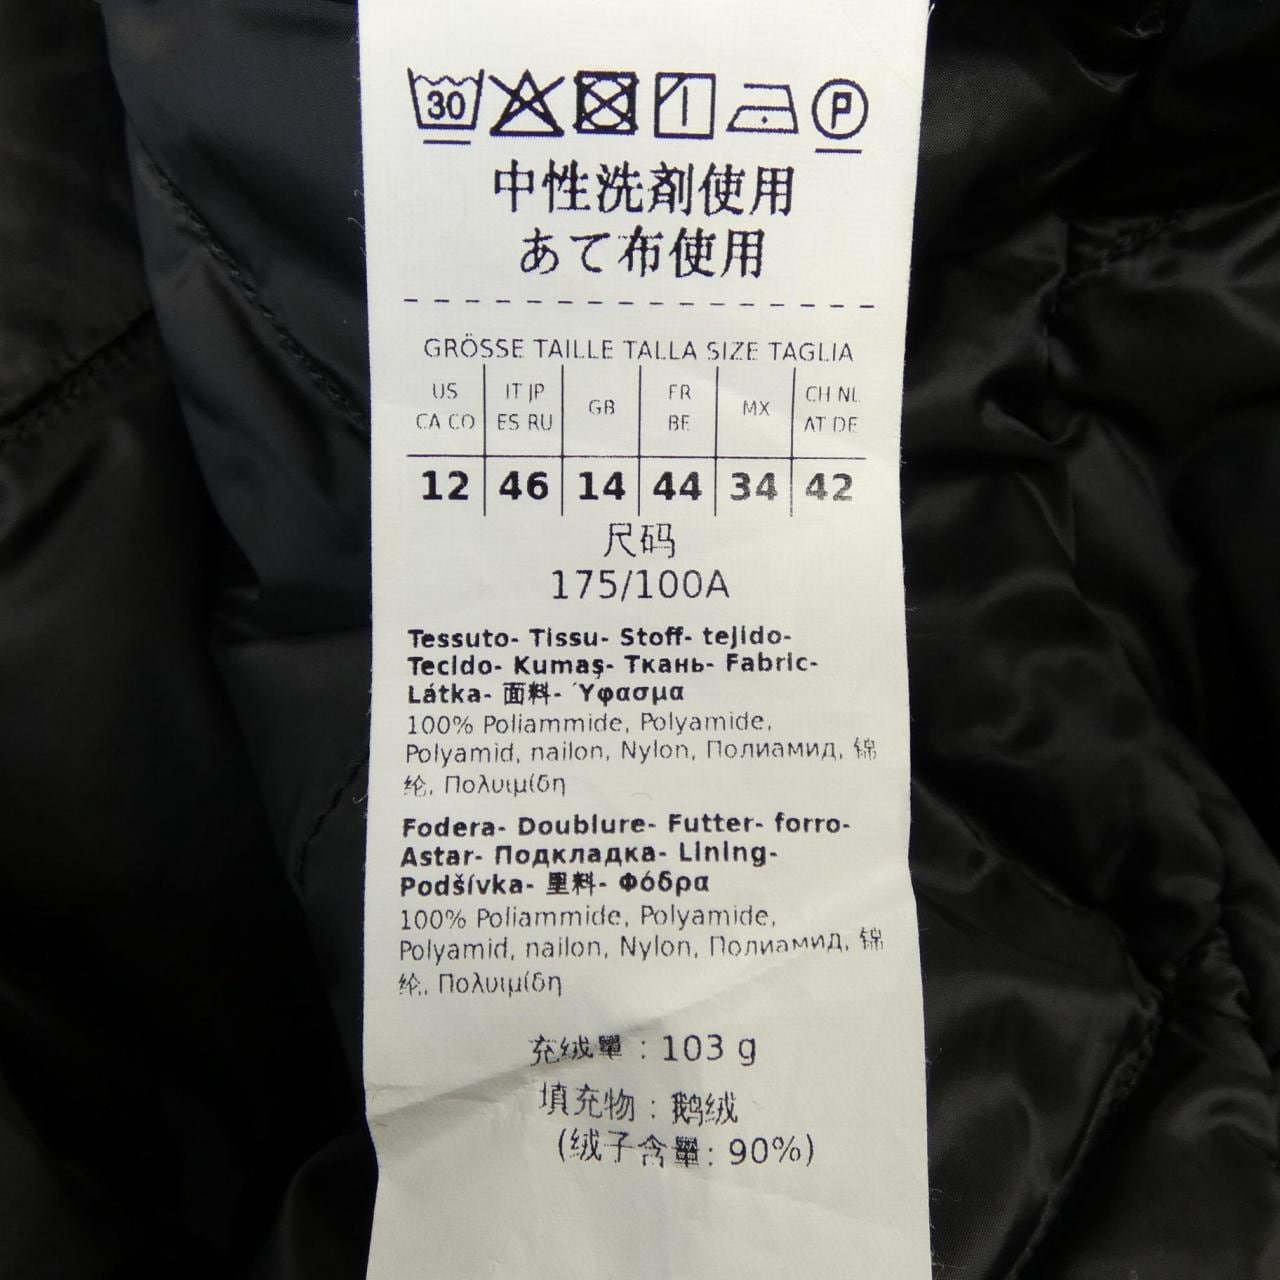 30 P
中性洗剤使用
あて布使用
GRÖSSE TAILLE TALLA SIZE TAGLIA
US IT JP GB FR MX CH NL
CA CO ES RU BE AT DE
12 46 14 44 34 42
尺码
175/100A
Tessuto- Tissu- Stoff- tejido-
Tecido- Kumaş- Ткань- Fabric-
Látka- 面料- Ύφασμα
100% Poliammide, Polyamide,
Polyamid, nailon, Nylon, Полиамид, 锦
纶, Πολυιμίδη
Fodera- Doublure- Futter- forro-
Astar- Подкладка- Lining-
Podšívka- 里料- Φόδρα
100% Poliammide, Polyamide,
Polyamid, nailon, Nylon, Полиамид, 锦
纶, Πολυιμίδη
充绒量 : 103 g
填充物 : 鹅绒
(绒子含量: 90%)